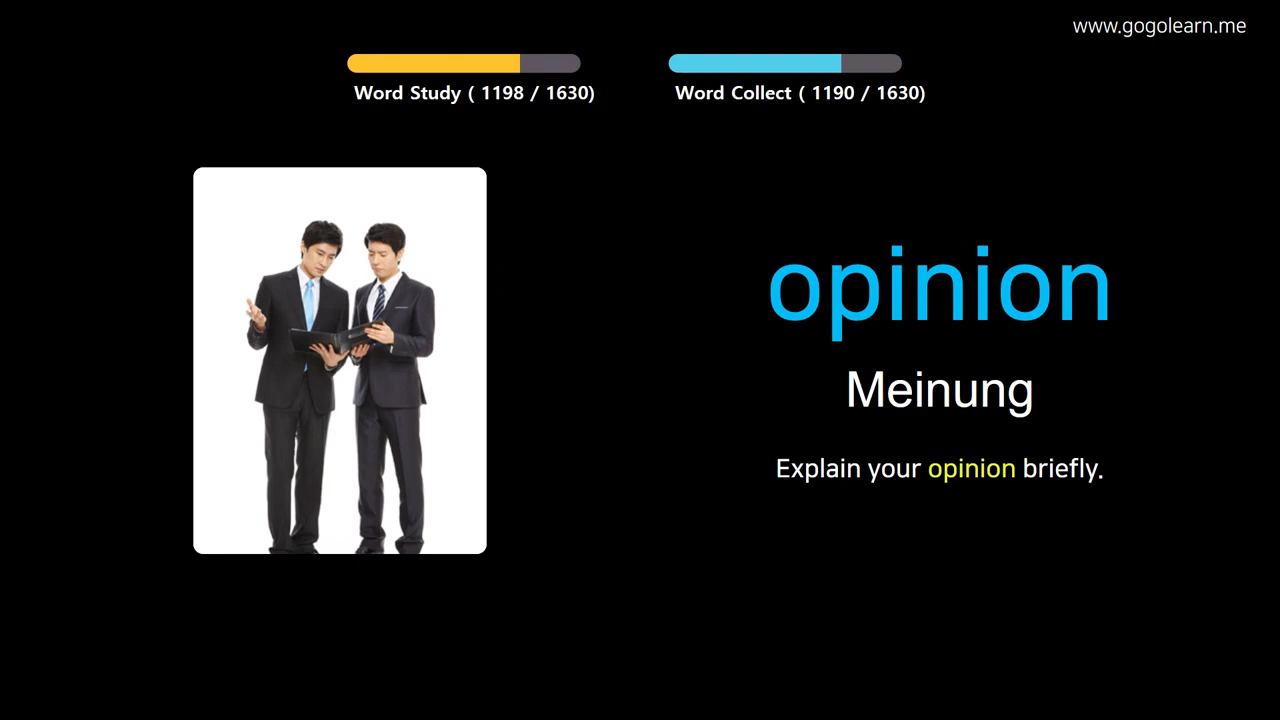 www.gogolearn.me
Word Study ( 1198 / 1630)
Word Collect ( 1190 / 1630)
opinion
Meinung
Explain your opinion briefly.